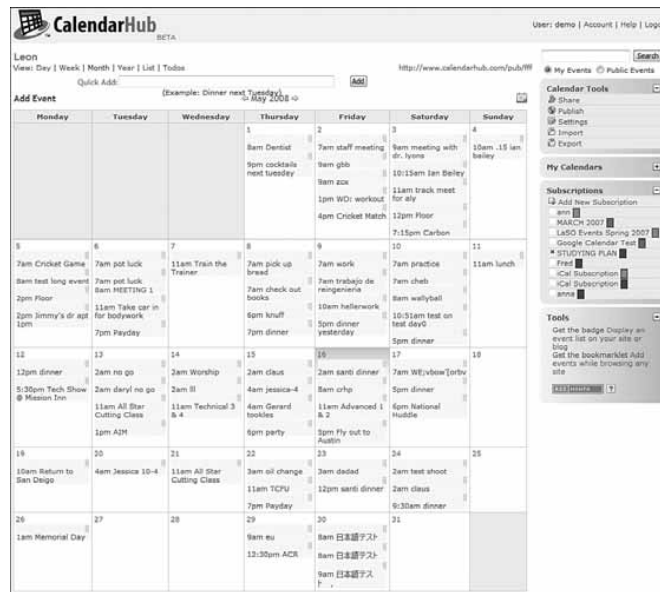 CalendarHub
BETA
User: demo | Account | Help | Logo
Leon
View: Day | Week | Month | Year | List | Todos
http://www.calendarhub.com/pub/ffff
Quick Add:
Add
(Example: Dinner next Tuesday)
Add Event
May 2008
Monday Tuesday Wednesday Thursday Friday Saturday Sunday
1
8am Dentist
9pm cocktails
next tuesday
2
7am staff meeting
9am gbb
9am zox
1pm WD: workout
4pm Cricket Match
3
9am meeting with
dr. lyons
10:15am Ian Bailey
11am track meet
for aly
12pm Floor
7:15pm Carbon
4
10am .15 ian
bailey
5
7am Cricket Game
8am test long event
2pm Floor
2pm Jimmy's dr apt
1pm
6
7am pot luck
7am pot luck
8am MEETING 1
11am Take car in
for bodywork
7pm Payday
7
11am Train the
Trainer
8
7am pick up
bread
7am check out
books
6pm knuff
7pm dinner
9
7am work
7am trabajo de
reingenieria
10am hellerwork
5pm dinner
yesterday
10
7am practice
7pm cheb
8am wallyball
10:51am test on
test day0
5pm dinner
11
11am lunch
12
12pm dinner
5:30pm Tech Show
@ Mission Inn
13
2am no go
2am daryl no go
11am All Star
Cutting Class
1pm AIM
14
2am Worship
2am lll
11am Technical 3
& 4
15
2am claus
4am jessica-4
4am Gerard
tookles
6pm party
16
2am santi dinner
8am crhp
11am Advanced 1
& 2
5pm Fly out to
Austin
17
5pm dinner
6pm National
Huddle
18
19
10am Return to
San Deigo
20
4am Jessica 10-4
21
11am All Star
Cutting Class
22
3am oil change
11am TCFU
7pm Payday
23
3am dadad
12pm santi dinner
24
2am test shoot
2am claus
9:30am dinner
25
26
1am Memorial Day
27
28
29
9am eu
12:30pm ACR
30
8am 日本語テスト
8am 日本語テスト
9am 日本語テス
ト
31
Search
My Events Public Events
Calendar Tools
Share
Publish
Settings
Import
Export
My Calendars
Subscriptions
Add New Subscription
ann
MARCH 2007
LaSO Events Spring 2007
Google Calendar Test
STUDYING PLAN
Fred
iCal Subscription
iCal Subscription
anna
Tools
Get the badge Display an
event list on your site or
blog
Get the bookmarklet Add
events while browsing any
site
?